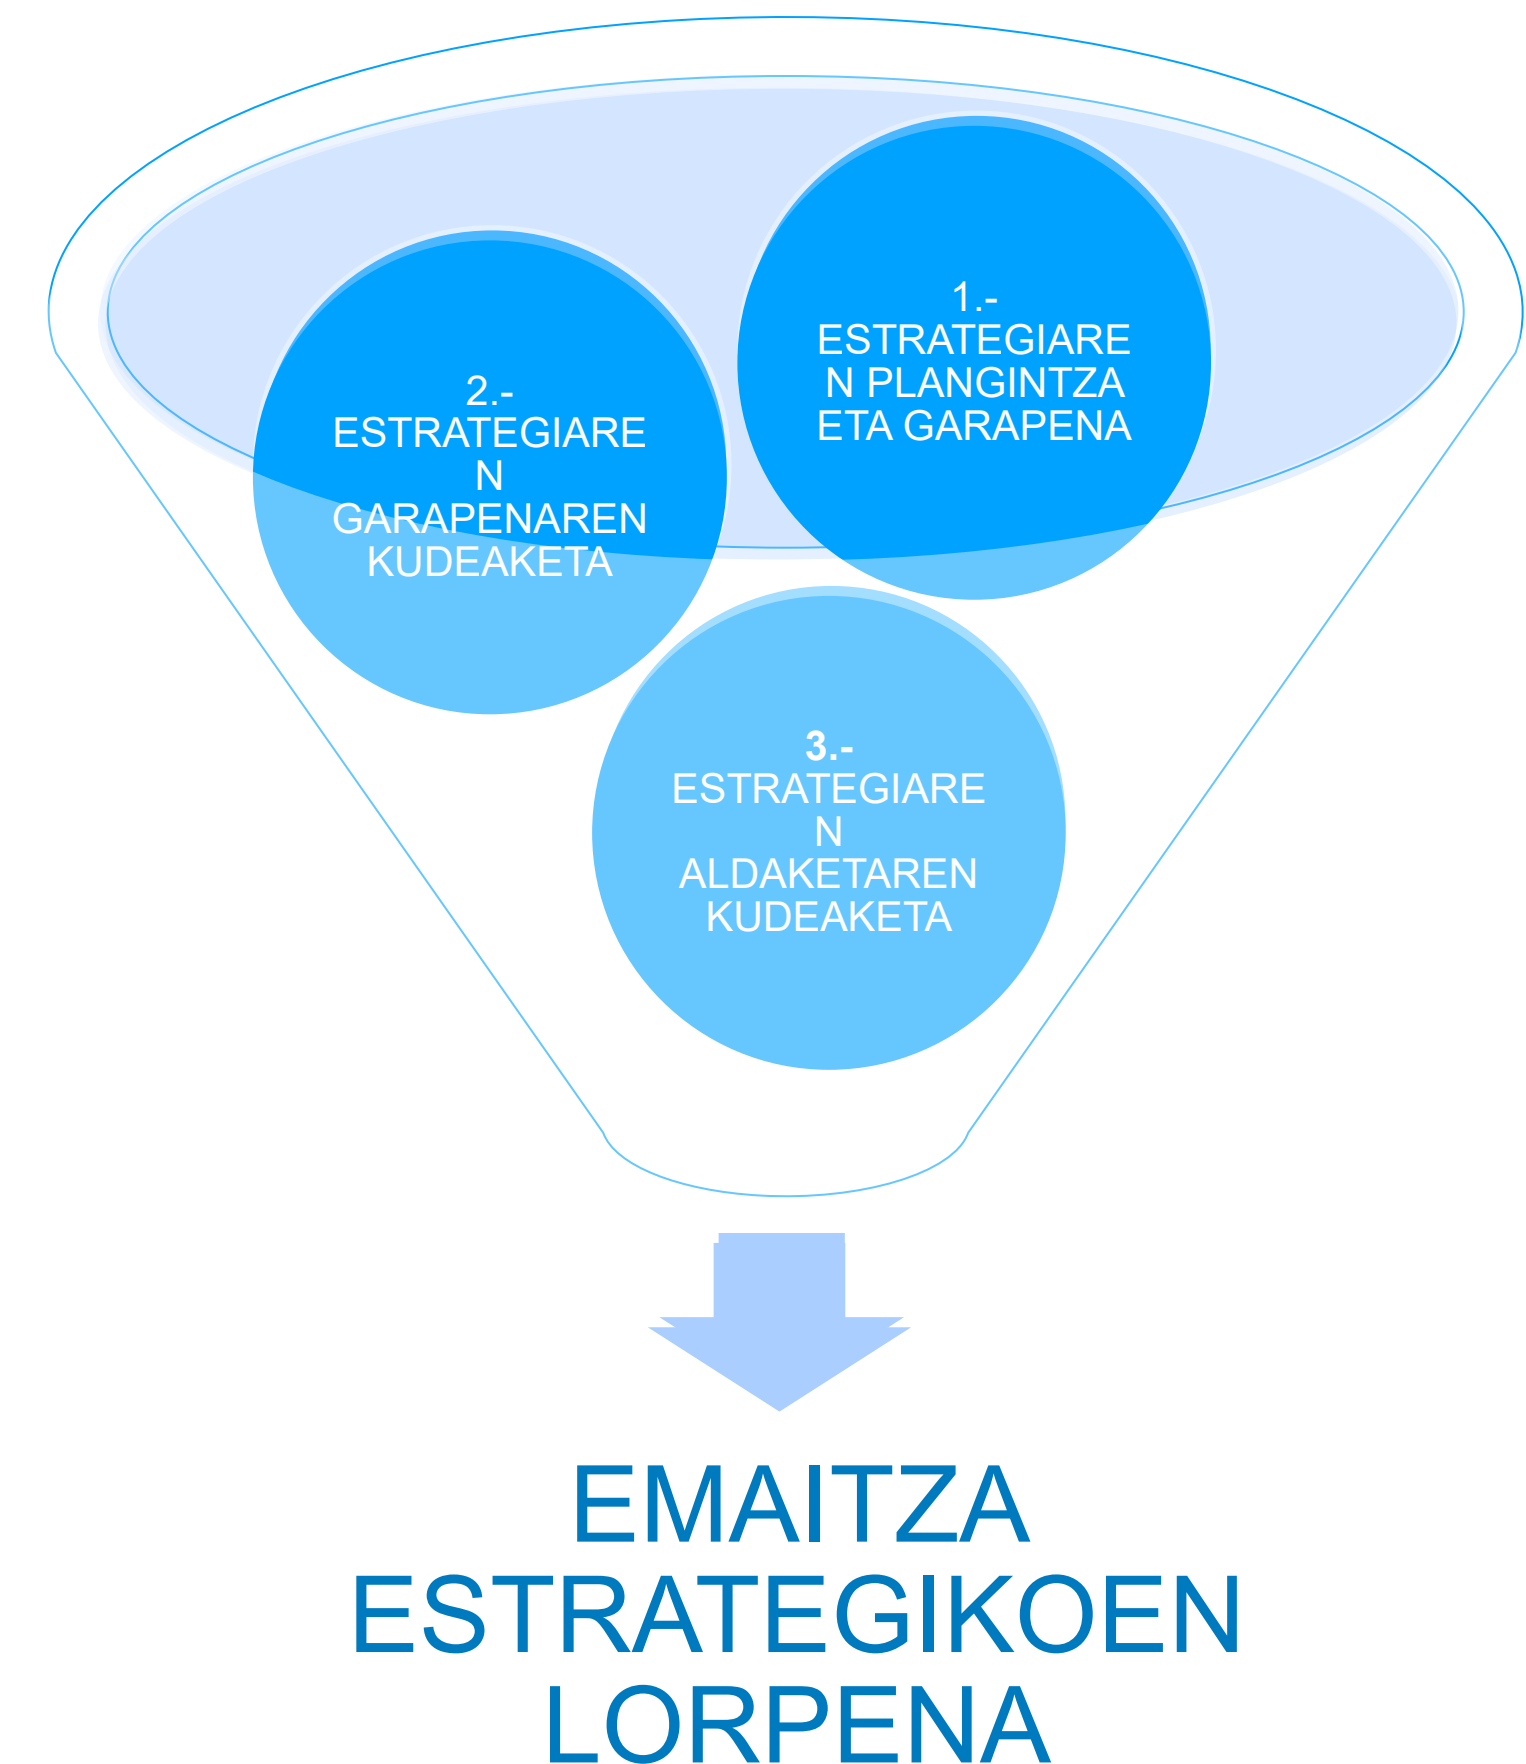 1.-
ESTRATEGIARE
N PLANGINTZA
ETA GARAPENA
2.-
ESTRATEGIARE
N
GARAPENAREN
KUDEAKETA
3.-
ESTRATEGIARE
N
ALDAKETAREN
KUDEAKETA
EMAITZA
ESTRATEGIKOEN
LORPENA